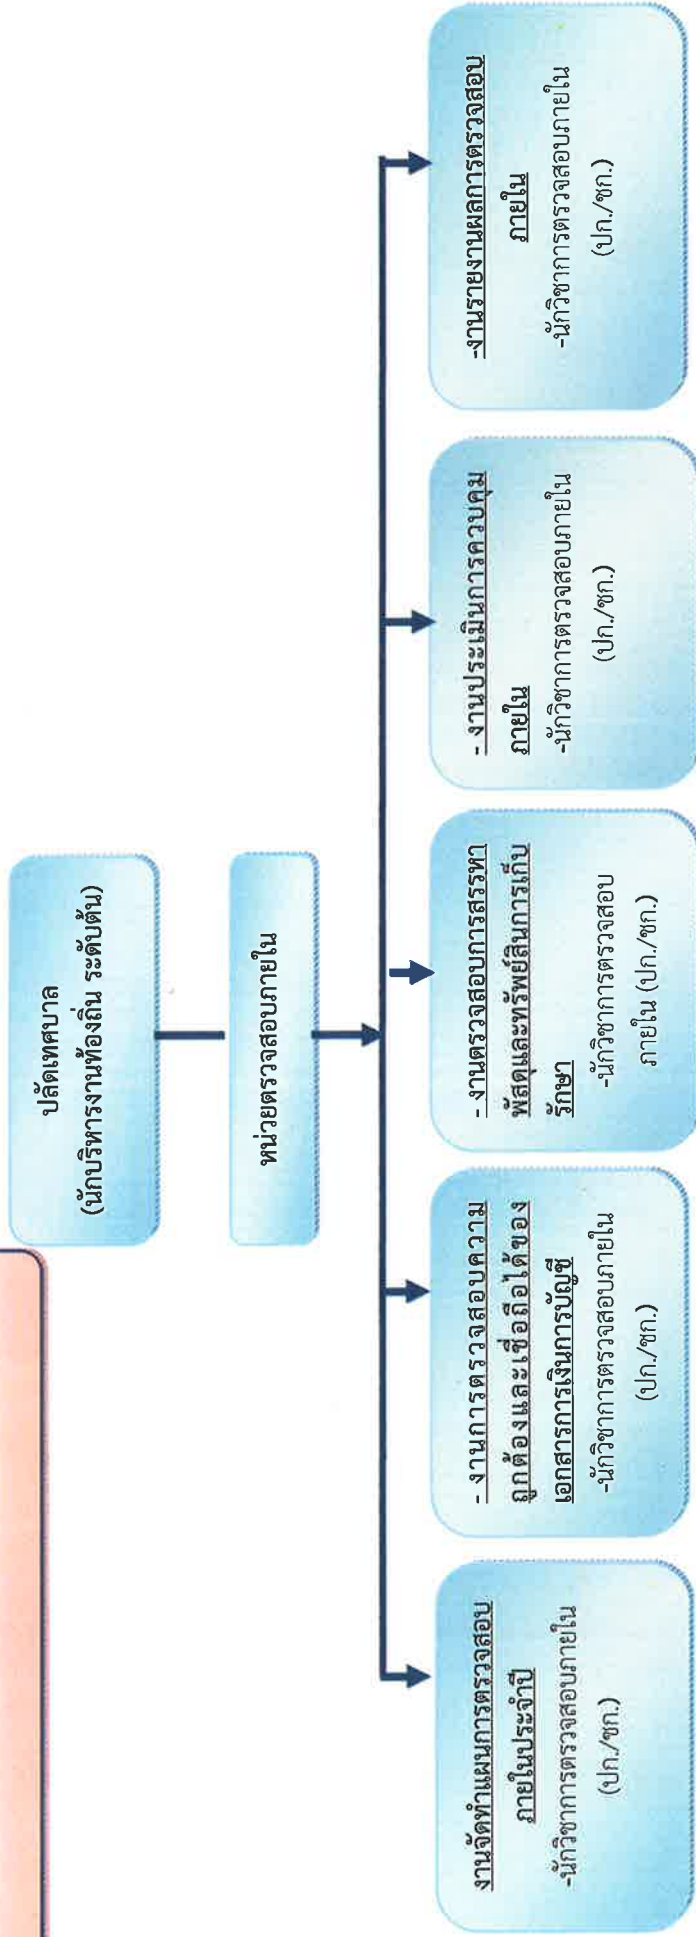 ปลัดเทศบาล
(นักบริหารงานท้องถิ่น ระดับต้น)
หน่วยตรวจสอบภายใน
งานจัดทำแผนการตรวจสอบ
ภายในประจำปี
-นักวิชาการตรวจสอบภายใน
(ปก./ชก.)
- งานการตรวจสอบความ
ถูกต้องและเชื่อถือได้ของ
เอกสารการเงินการบัญชี
-นักวิชาการตรวจสอบภายใน
(ปก./ชก.)
- งานตรวจสอบการสรรหา
พัสดุและทรัพย์สินการเก็บ
รักษา
-นักวิชาการตรวจสอบ
ภายใน (ปก./ชก.)
- งานประเมินการควบคุม
ภายใน
-นักวิชาการตรวจสอบภายใน
(ปก./ชก.)
-งานรายงานผลการตรวจสอบ
ภายใน
-นักวิชาการตรวจสอบภายใน
(ปก./ชก.)